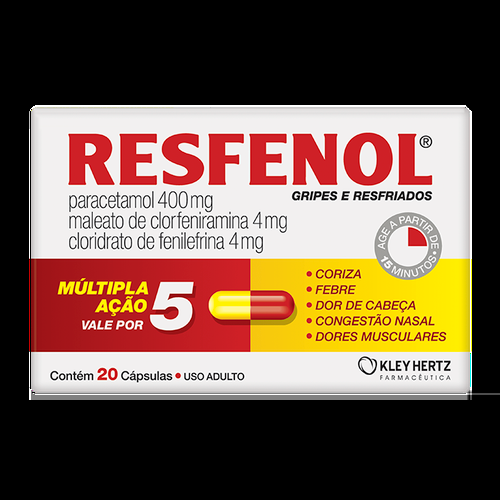 RESFENOL®
GRIPES E RESFRIADOS
paracetamol 400 mg
maleato de clorfeniramina 4 mg
cloridrato de fenilefrina 4 mg
AGE A PARTIR DE
15 MINUTOS*
MÚLTIPLA
AÇÃO
VALE POR
5
• CORIZA
• FEBRE
• DOR DE CABEÇA
• CONGESTÃO NASAL
• DORES MUSCULARES
Contém 20 Cápsulas • USO ADULTO
KLEY HERTZ
FARMACÊUTICA